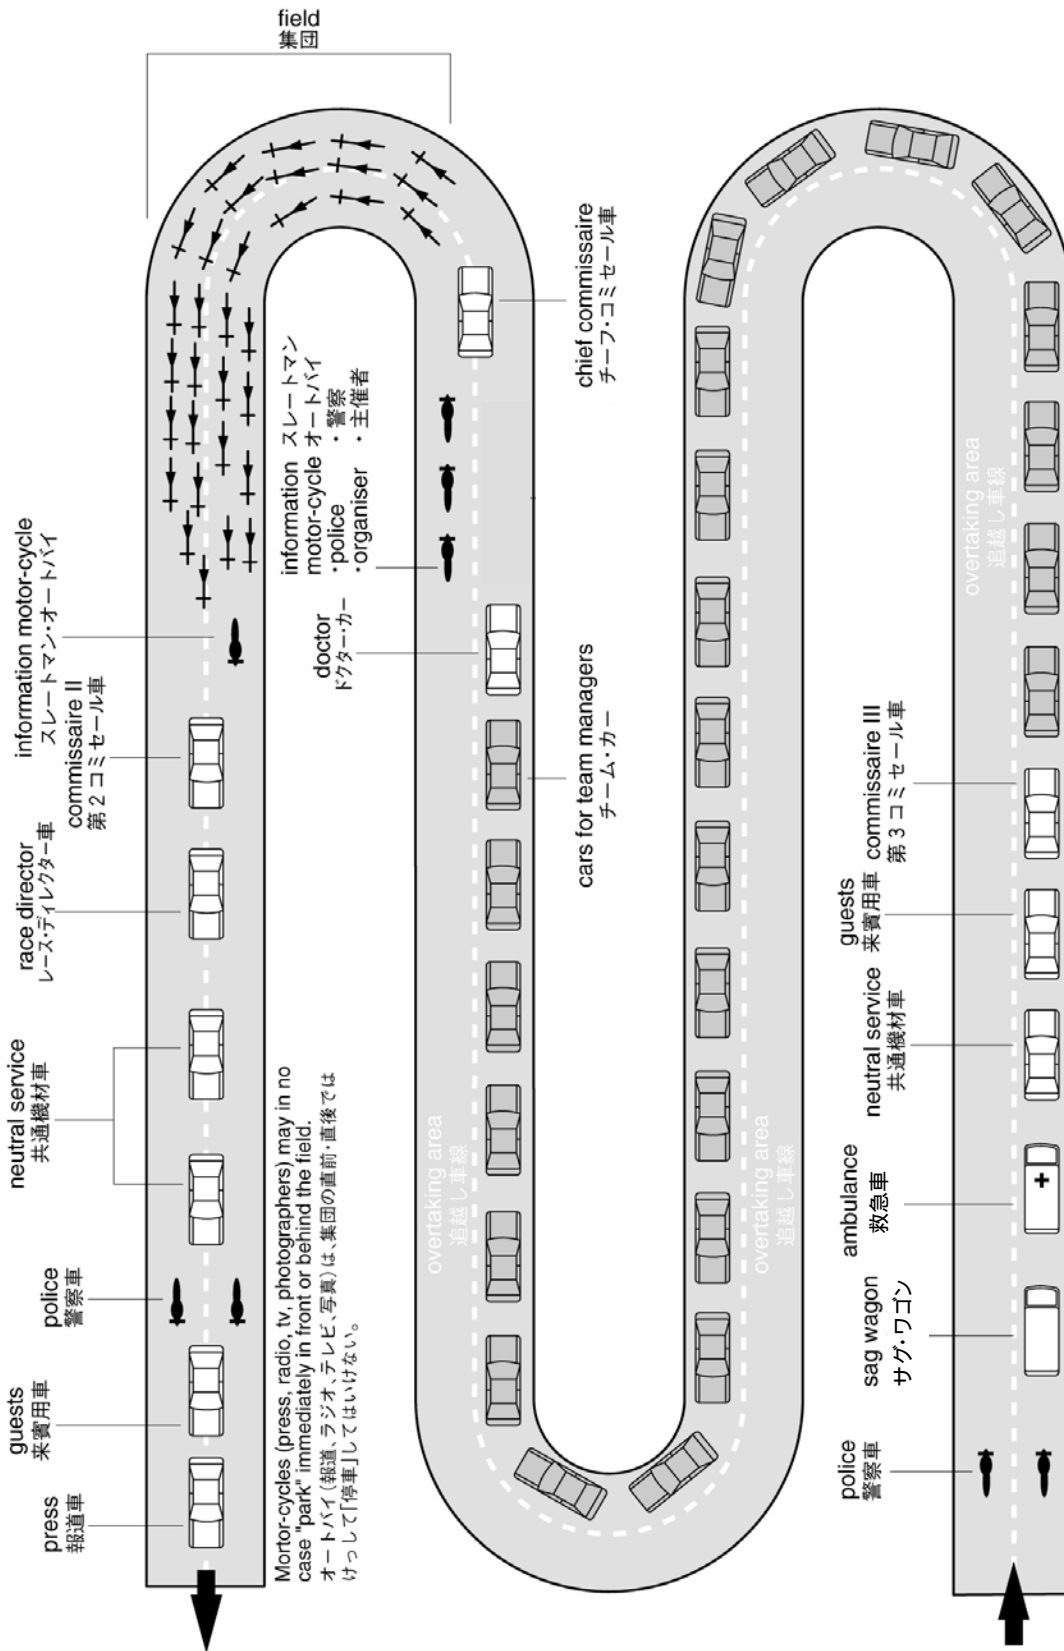 field
集団
information motor-cycle
スレートマン・オートバイ
commissaire II
第2コミセール車
race director
レース・ディレクター車
neutral service
共通機材車
police
警察車
guests
来賓用車
press
報道車
Mortor-cycles (press, radio, tv, photographers) may in no
case "park" immediately in front or behind the field.
オートバイ(報道、ラジオ、テレビ、写真)は、集団の直前・直後では
けっして「停車」してはいけない。
chief commissaire
チーフ・コミセール車
information
motor-cycle
・police
・organiser
スレートマン
オートバイ
・警察
・主催者
doctor
ドクター・カー
cars for team managers
チーム・カー
overtaking area
追越し車線
overtaking area
追越し車線
overtaking area
追越し車線
commissaire III
第3コミセール車
guests
来賓用車
neutral service
共通機材車
ambulance
救急車
sag wagon
サグ・ワゴン
police
警察車